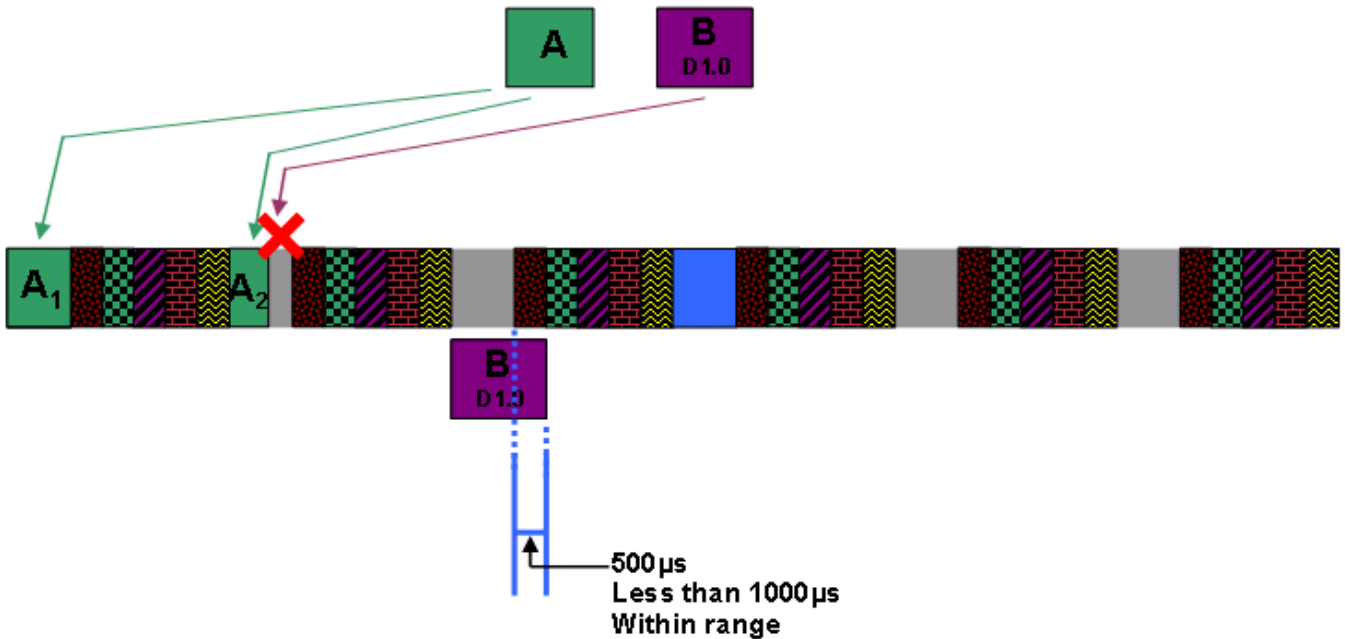 A
B
D1.0
A1
A2
B
D1.0
500µs
Less than 1000µs
Within range